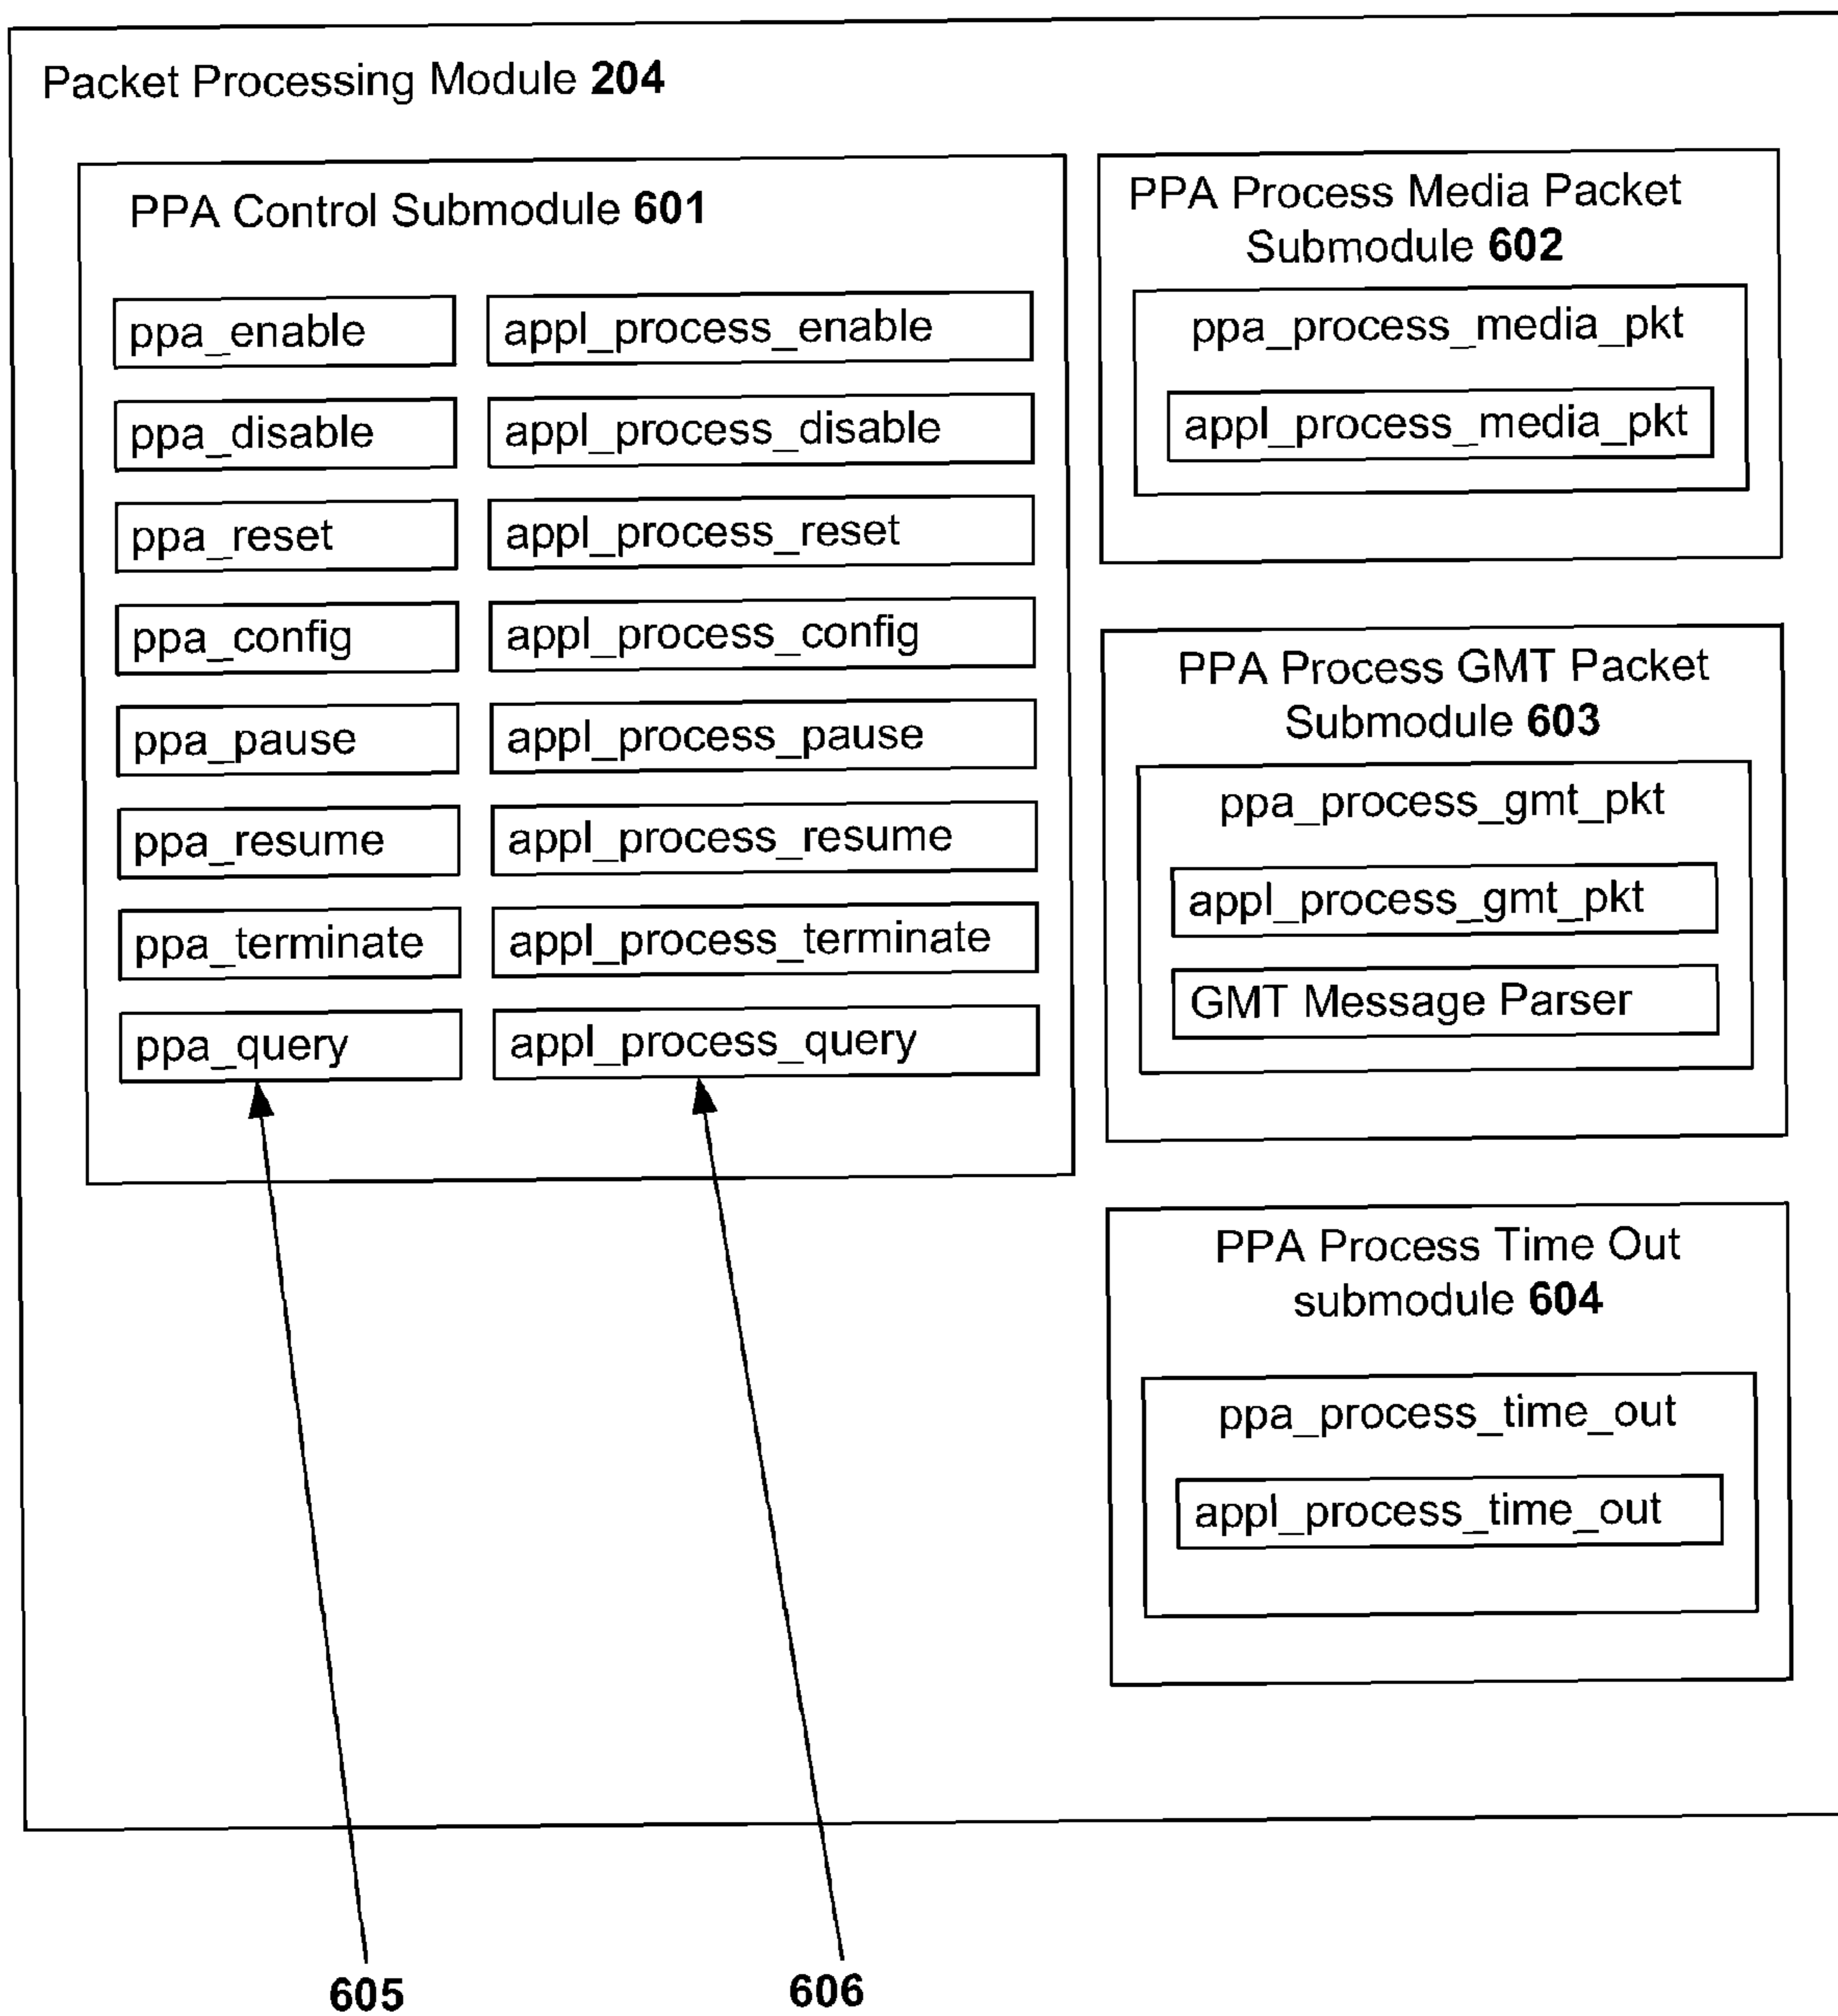 Packet Processing Module 204
PPA Control Submodule 601
ppa_enable
appl_process_enable
ppa_disable
appl_process_disable
ppa_reset
appl_process_reset
ppa_config
appl_process_config
ppa_pause
appl_process_pause
ppa_resume
appl_process_resume
ppa_terminate
appl_process_terminate
ppa_query
appl_process_query
PPA Process Media Packet
Submodule 602
ppa_process_media_pkt
appl_process_media_pkt
PPA Process GMT Packet
Submodule 603
ppa_process_gmt_pkt
appl_process_gmt_pkt
GMT Message Parser
PPA Process Time Out
submodule 604
ppa_process_time_out
appl_process_time_out
605
606